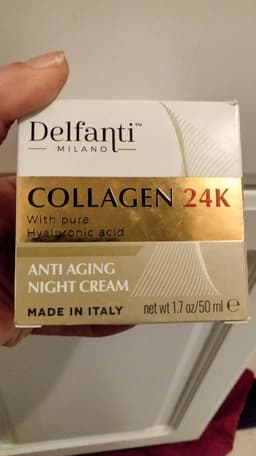 Delfanti™
MILANO
COLLAGEN 24K
With pure
Hyaluronic acid
ANTI AGING
NIGHT CREAM
MADE IN ITALY net wt 1.7 oz/50 ml ℮